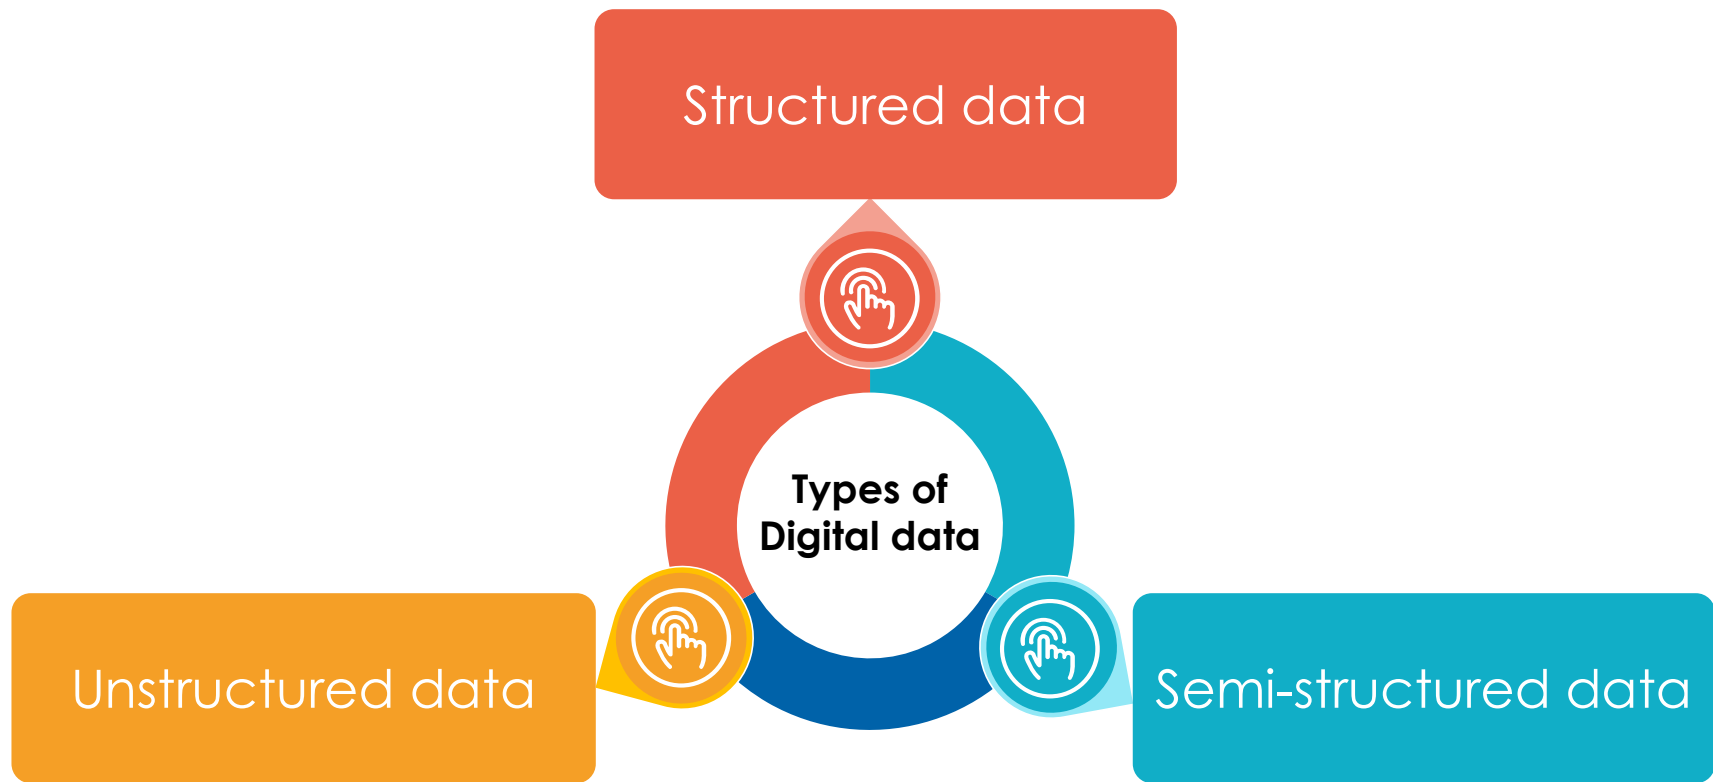 Structured data
Types of
Digital data
Unstructured data
Semi-structured data